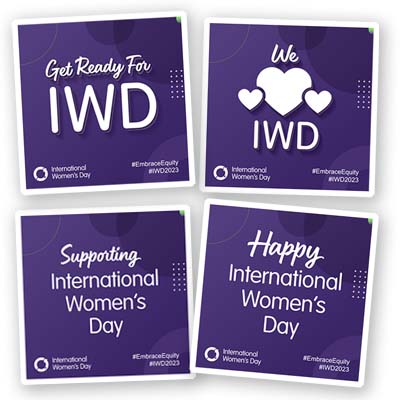 Get Ready For
IWD
International
Women's Day
#EmbraceEquity
#IWD2023
We
IWD
International
Women's Day
#EmbraceEquity
#IWD2023
Supporting
International
Women's
Day
International
Women's Day
#EmbraceEquity
#IWD2023
Happy
International
Women's
Day
International
Women's Day
#EmbraceEquity
#IWD2023